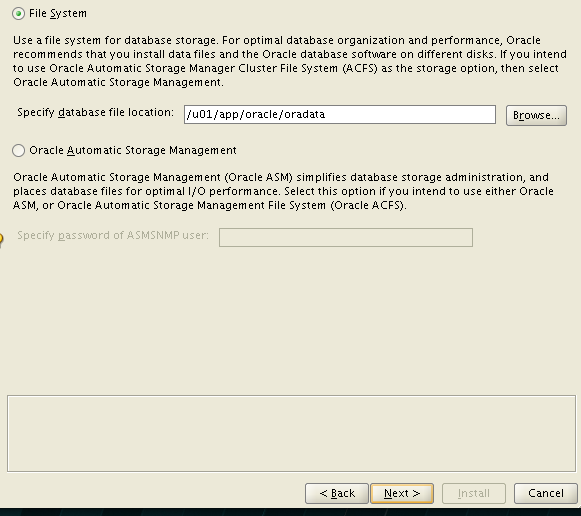 File System
Use a file system for database storage. For optimal database organization and performance, Oracle
recommends that you install data files and the Oracle database software on different disks. If you intend
to use Oracle Automatic Storage Manager Cluster File System (ACFS) as the storage option, then select
Oracle Automatic Storage Management.
Specify database file location: /u01/app/oracle/oradata Browse...
Oracle Automatic Storage Management
Oracle Automatic Storage Management (Oracle ASM) simplifies database storage administration, and
places database files for optimal I/O performance. Select this option if you intend to use either Oracle
ASM, or Oracle Automatic Storage Management File System (Oracle ACFS).
Specify password of ASMSNMP user:
< Back Next > Install Cancel